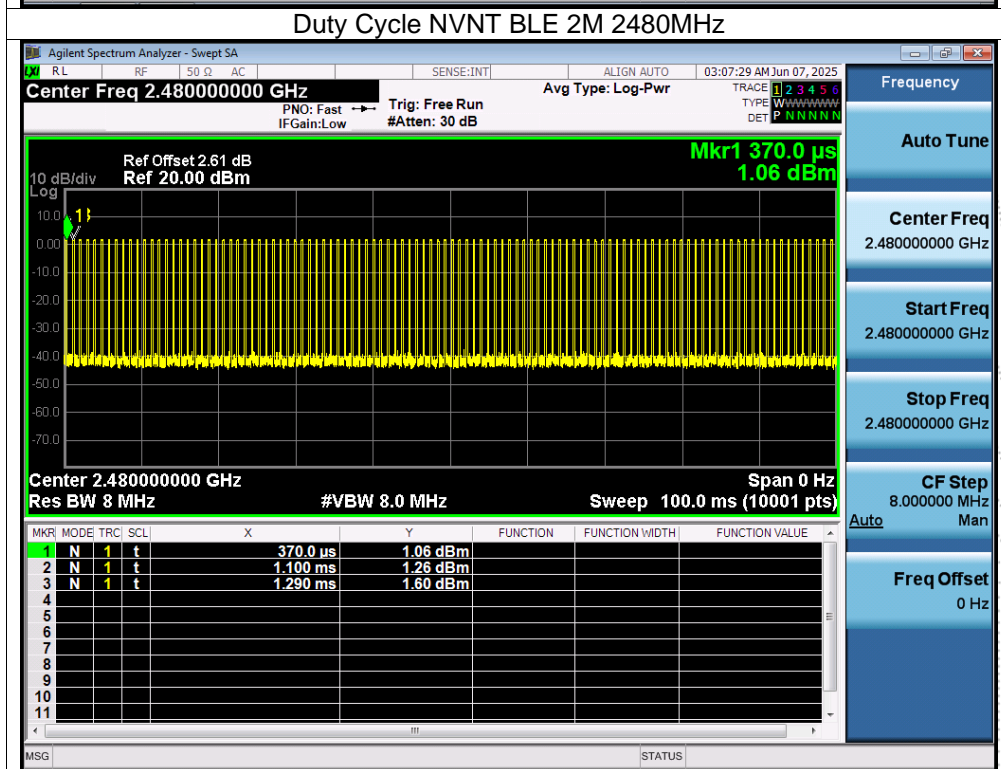 Duty Cycle NVNT BLE 2M 2480MHz
Agilent Spectrum Analyzer - Swept SA
LXI RL RF 50 Ω AC SENSE:INT ALIGN AUTO 03:07:29 AM Jun 07, 2025
Center Freq 2.480000000 GHz Avg Type: Log-Pwr TRACE 1 2 3 4 5 6
PNO: Fast Trig: Free Run TYPE WWWWWW
IFGain:Low #Atten: 30 dB DET P N N N N N
Frequency
Auto Tune
Center Freq
2.480000000 GHz
Start Freq
2.480000000 GHz
Stop Freq
2.480000000 GHz
CF Step
8.000000 MHz
Auto Man
Freq Offset
0 Hz
Mkr1 370.0 µs
1.06 dBm
Ref Offset 2.61 dB
10 dB/div Ref 20.00 dBm
Log
10.0
0.00
-10.0
-20.0
-30.0
-40.0
-50.0
-60.0
-70.0
1
Center 2.480000000 GHz Span 0 Hz
Res BW 8 MHz #VBW 8.0 MHz Sweep 100.0 ms (10001 pts)
MKR MODE TRC SCL X Y FUNCTION FUNCTION WIDTH FUNCTION VALUE
1 N 1 t 370.0 µs 1.06 dBm
2 N 1 t 1.100 ms 1.26 dBm
3 N 1 t 1.290 ms 1.60 dBm
4
5
6
7
8
9
10
11
MSG STATUS